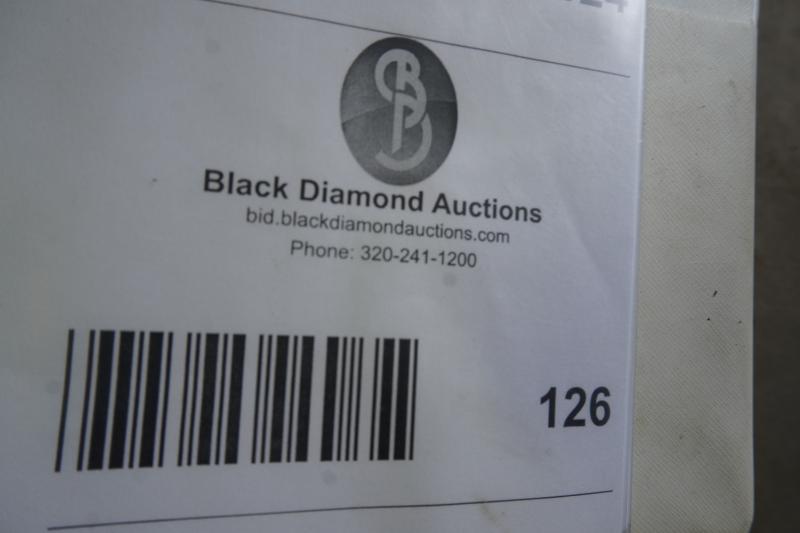 Black Diamond Auctions
bid.blackdiamondauctions.com
Phone: 320-241-1200
126